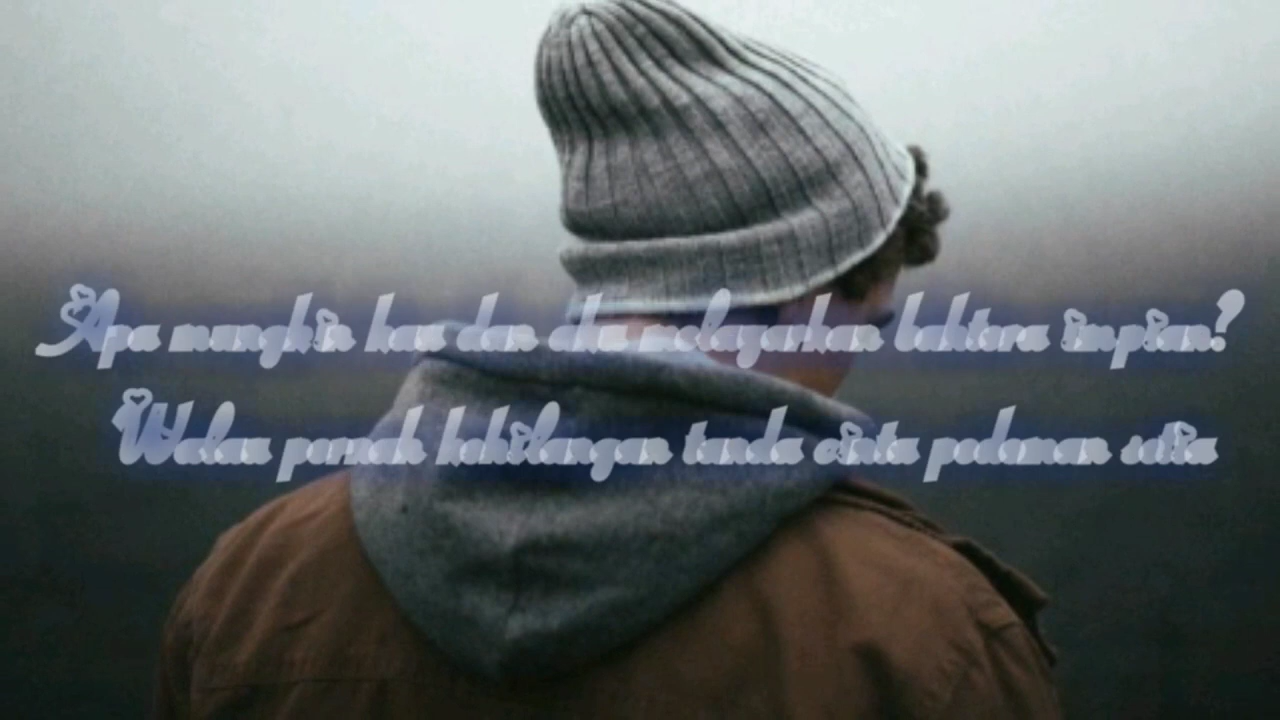 Apa mungkin kau dan aku melayarkan bahtera impian?
Walau pernah kehilangan tanda cinta pedoman setia